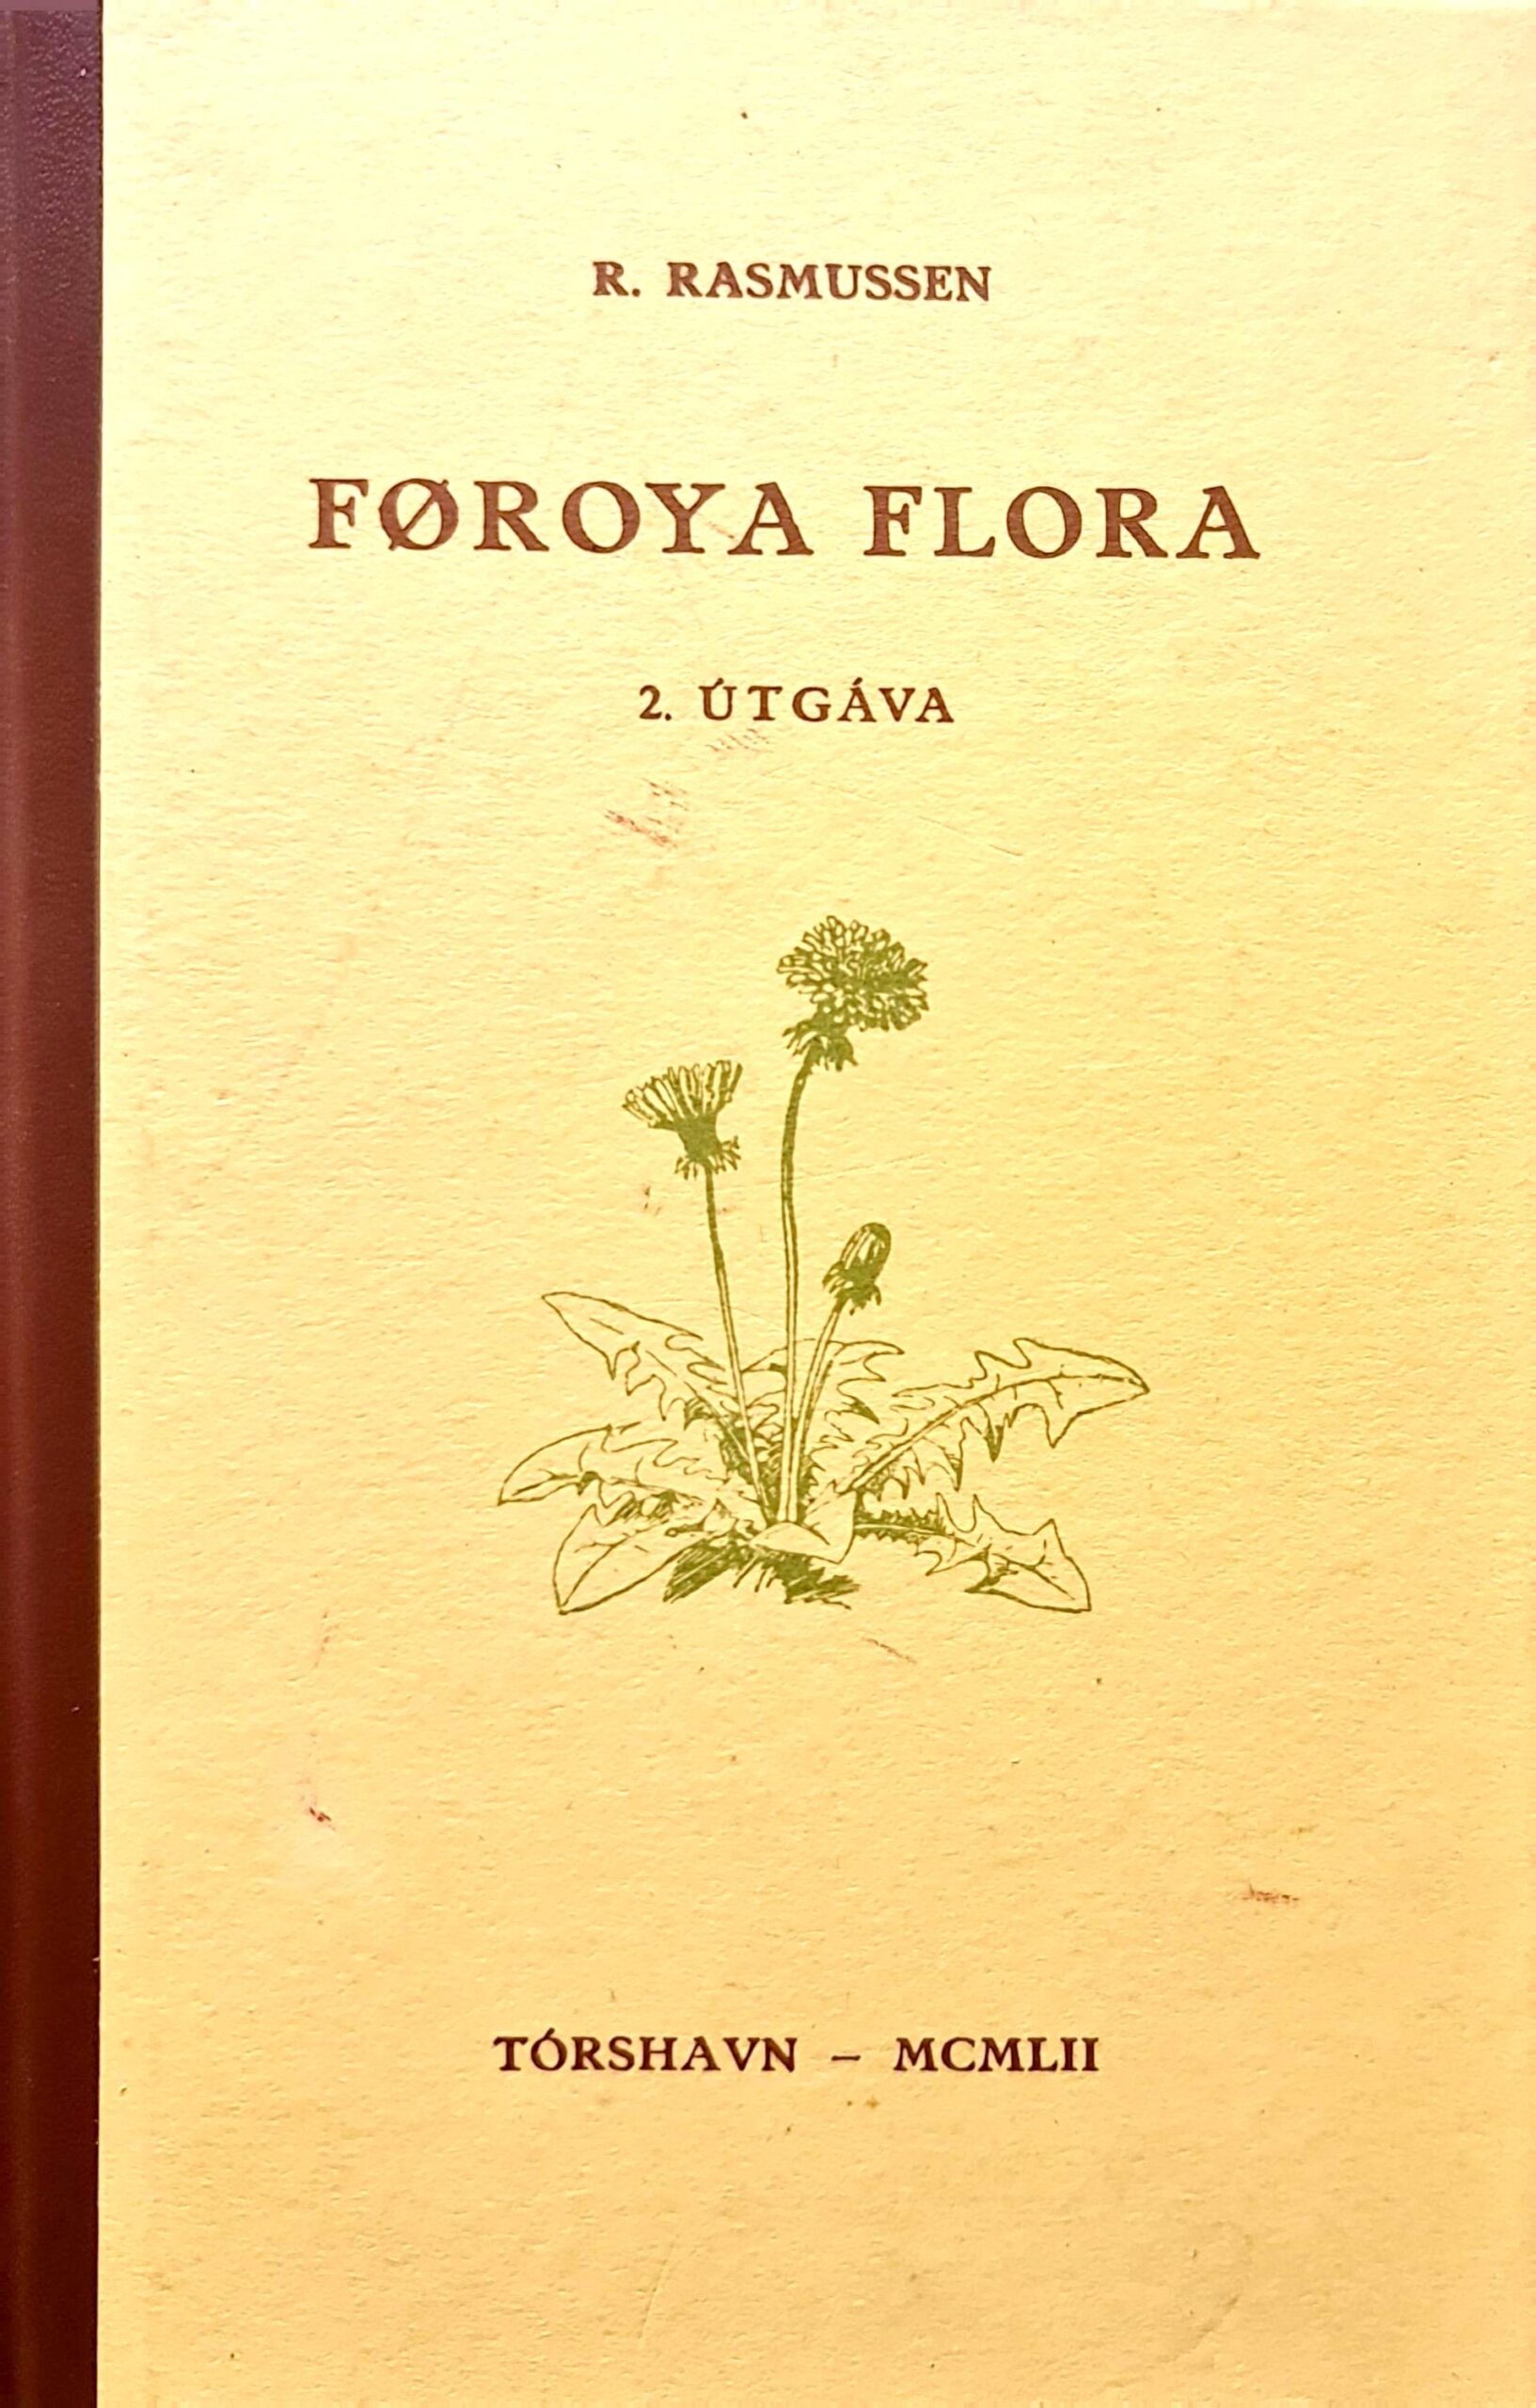 R. RASMUSSEN
FØROYA FLORA
2. ÚTGÁVA
TÓRSHAVN – MCMLII